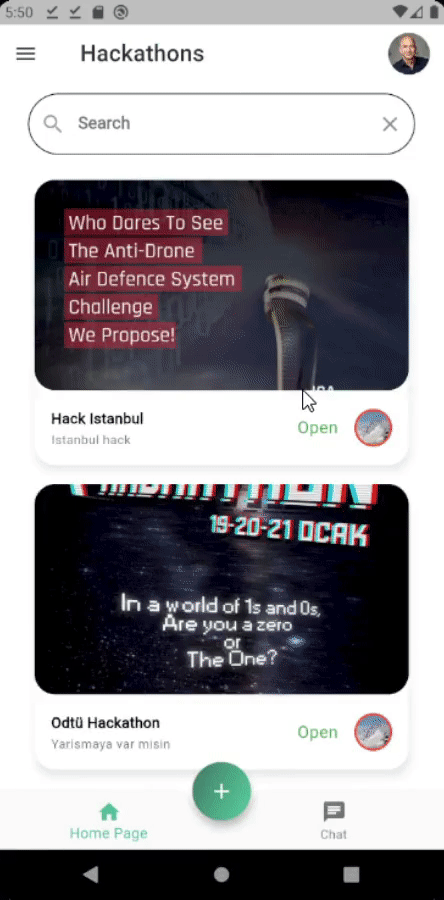 5:50
Hackathons
Search
Who Dares To See
The Anti-Drone
Air Defence System
Challenge
We Propose!
Hack Istanbul
Istanbul hack
Open
19-20-21 OCAK
In a world of 1s and 0s,
Are you a zero
or
The One?
Odtü Hackathon
Yarismaya var misin
Open
+
Home Page
Chat